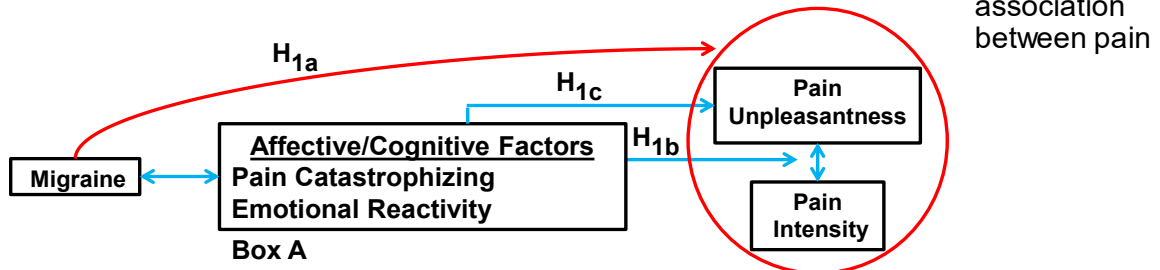 association
between pain
H1a
H1c
Pain
Unpleasantness
H1b
Affective/Cognitive Factors
Pain Catastrophizing
Emotional Reactivity
Migraine
Pain
Intensity
Box A